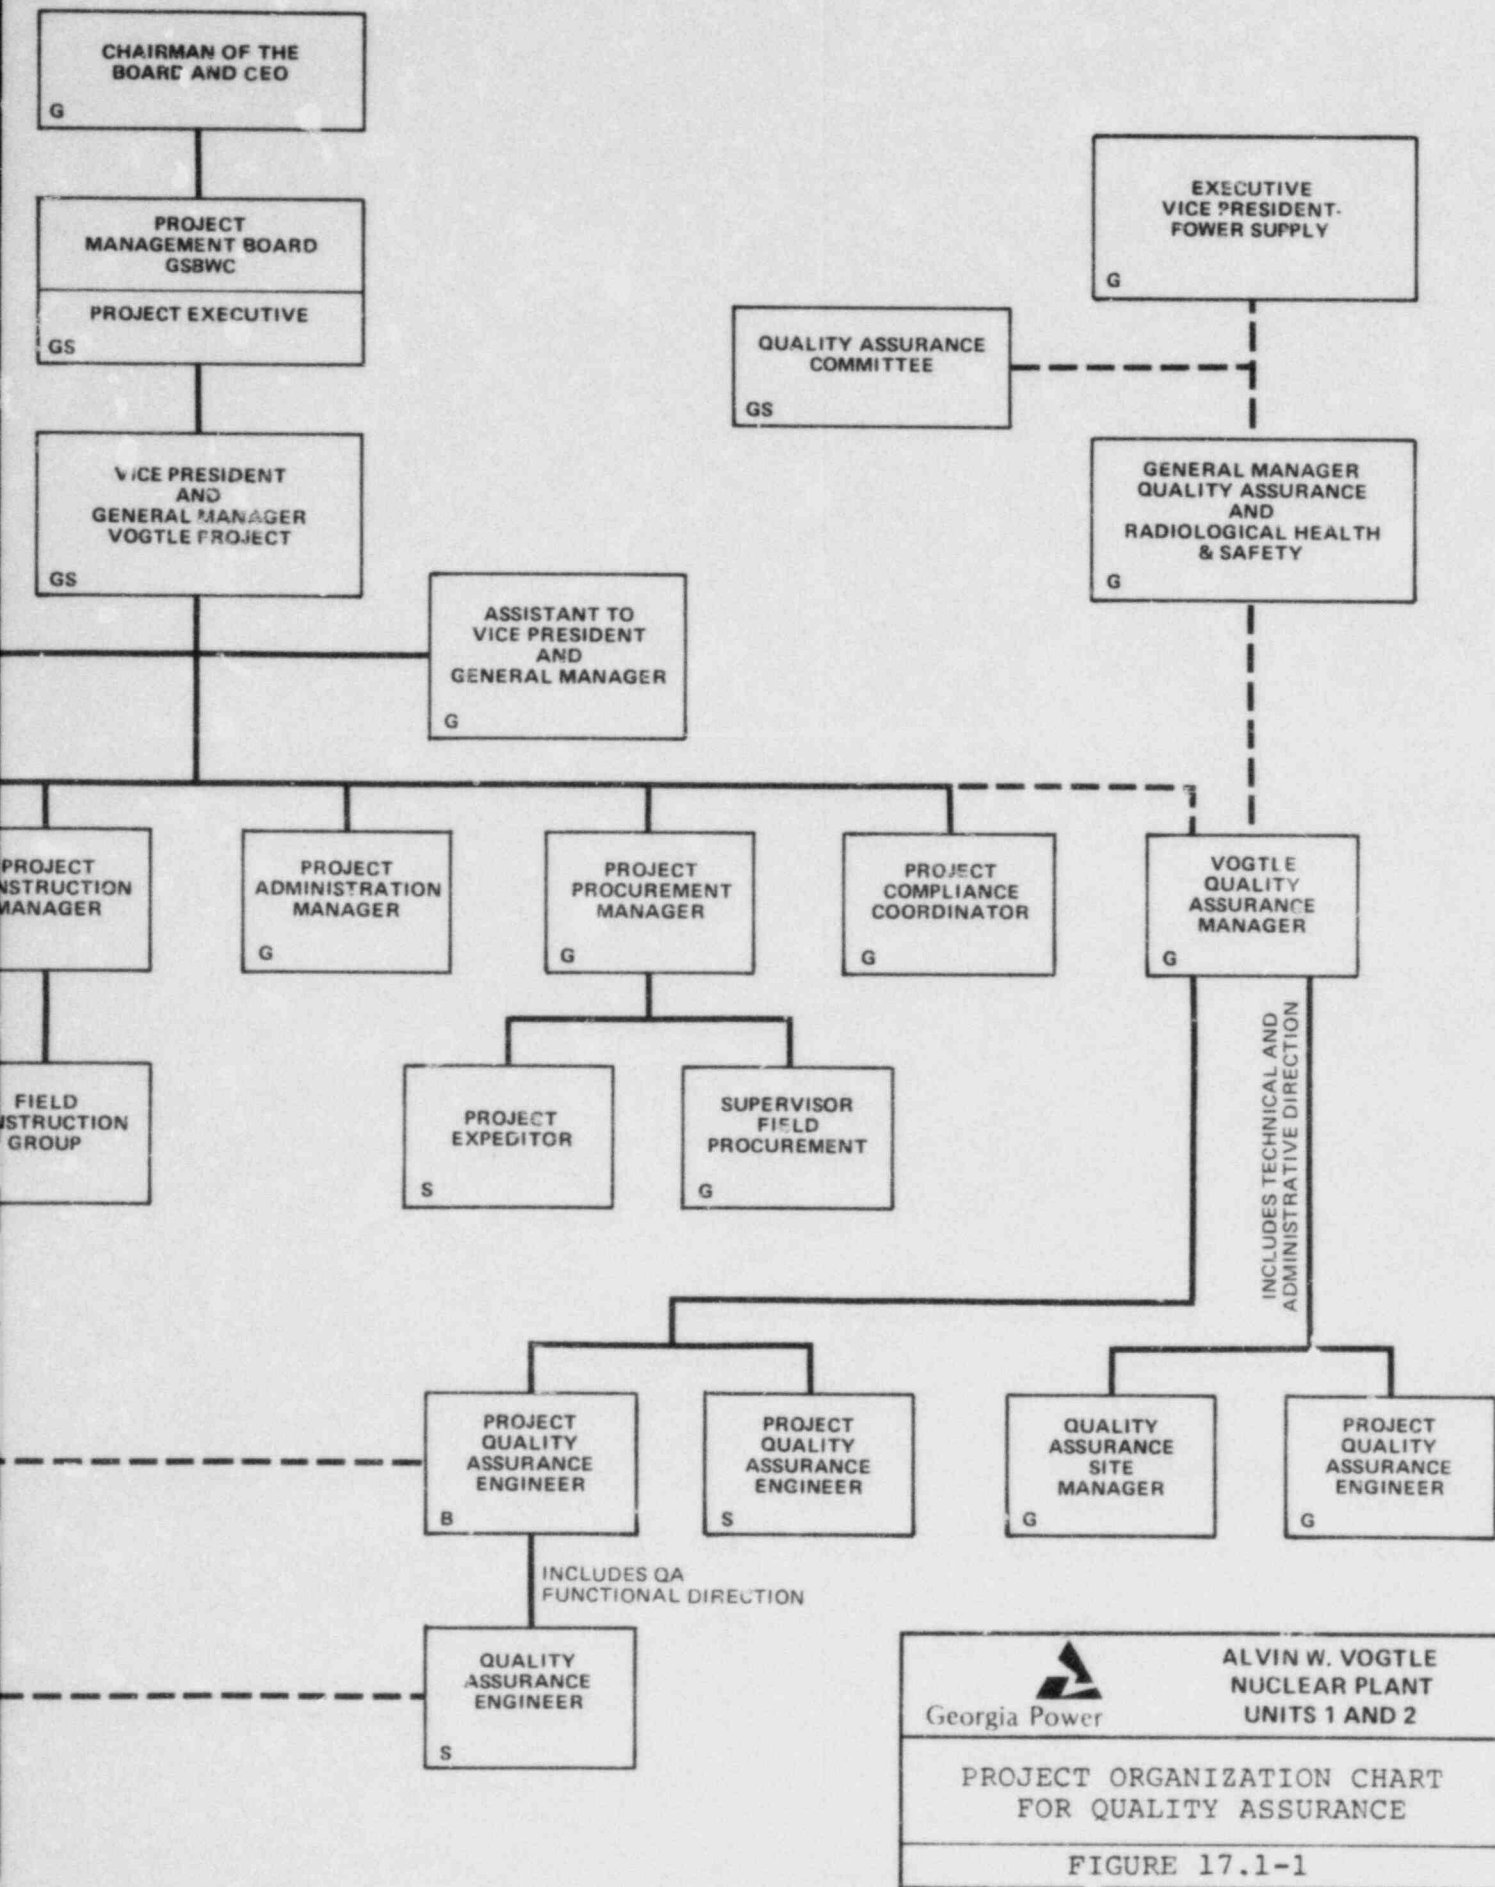 CHAIRMAN OF THE
BOARD AND CEO
G
PROJECT
MANAGEMENT BOARD
GSBWC
PROJECT EXECUTIVE
GS
VICE PRESIDENT
AND
GENERAL MANAGER
VOGTLE PROJECT
GS
EXECUTIVE
VICE PRESIDENT-
POWER SUPPLY
G
QUALITY ASSURANCE
COMMITTEE
GS
GENERAL MANAGER
QUALITY ASSURANCE
AND
RADIOLOGICAL HEALTH
& SAFETY
G
ASSISTANT TO
VICE PRESIDENT
AND
GENERAL MANAGER
G
PROJECT
NSTRUCTION
MANAGER
PROJECT
ADMINISTRATION
MANAGER
G
PROJECT
PROCUREMENT
MANAGER
G
PROJECT
COMPLIANCE
COORDINATOR
G
VOGTLE
QUALITY
ASSURANCE
MANAGER
G
FIELD
NSTRUCTION
GROUP
PROJECT
EXPEDITOR
S
SUPERVISOR
FIELD
PROCUREMENT
G
INCLUDES TECHNICAL AND
ADMINISTRATIVE DIRECTION
PROJECT
QUALITY
ASSURANCE
ENGINEER
B
PROJECT
QUALITY
ASSURANCE
ENGINEER
S
QUALITY
ASSURANCE
SITE
MANAGER
G
PROJECT
QUALITY
ASSURANCE
ENGINEER
G
INCLUDES QA
FUNCTIONAL DIRECTION
QUALITY
ASSURANCE
ENGINEER
S
Georgia Power
ALVIN W. VOGTLE
NUCLEAR PLANT
UNITS 1 AND 2
PROJECT ORGANIZATION CHART
FOR QUALITY ASSURANCE
FIGURE 17.1-1